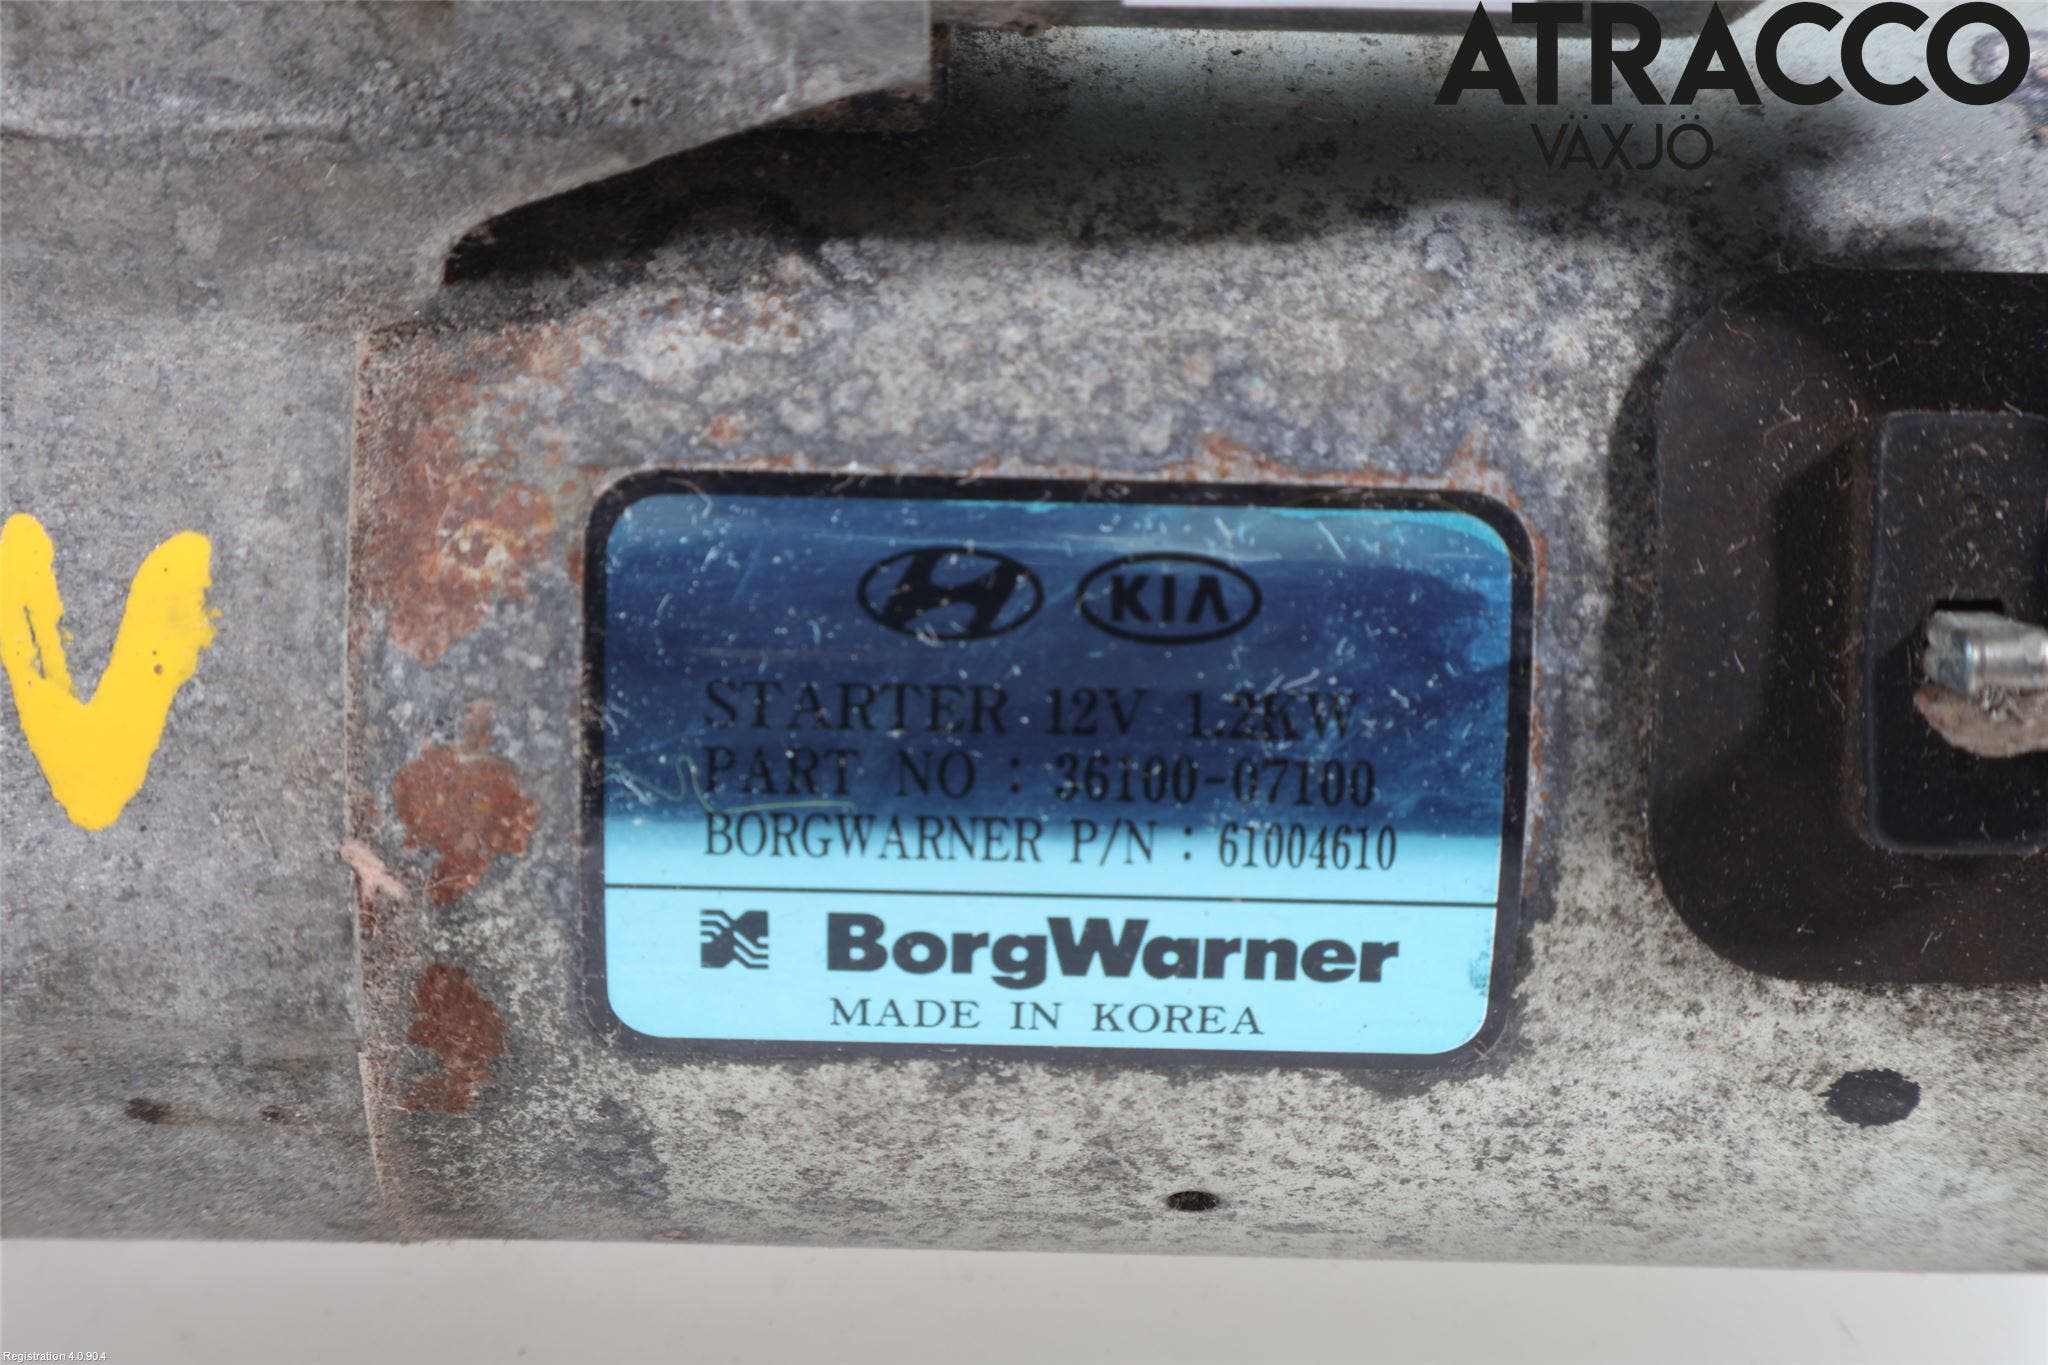 ATRACCO
VÄXJÖ
V
KIA
STARTER 12V 1.2KW
PART NO : 36100-07100
BORGWARNER P/N : 61004610
BorgWarner
MADE IN KOREA
Registration 4.0.90.4